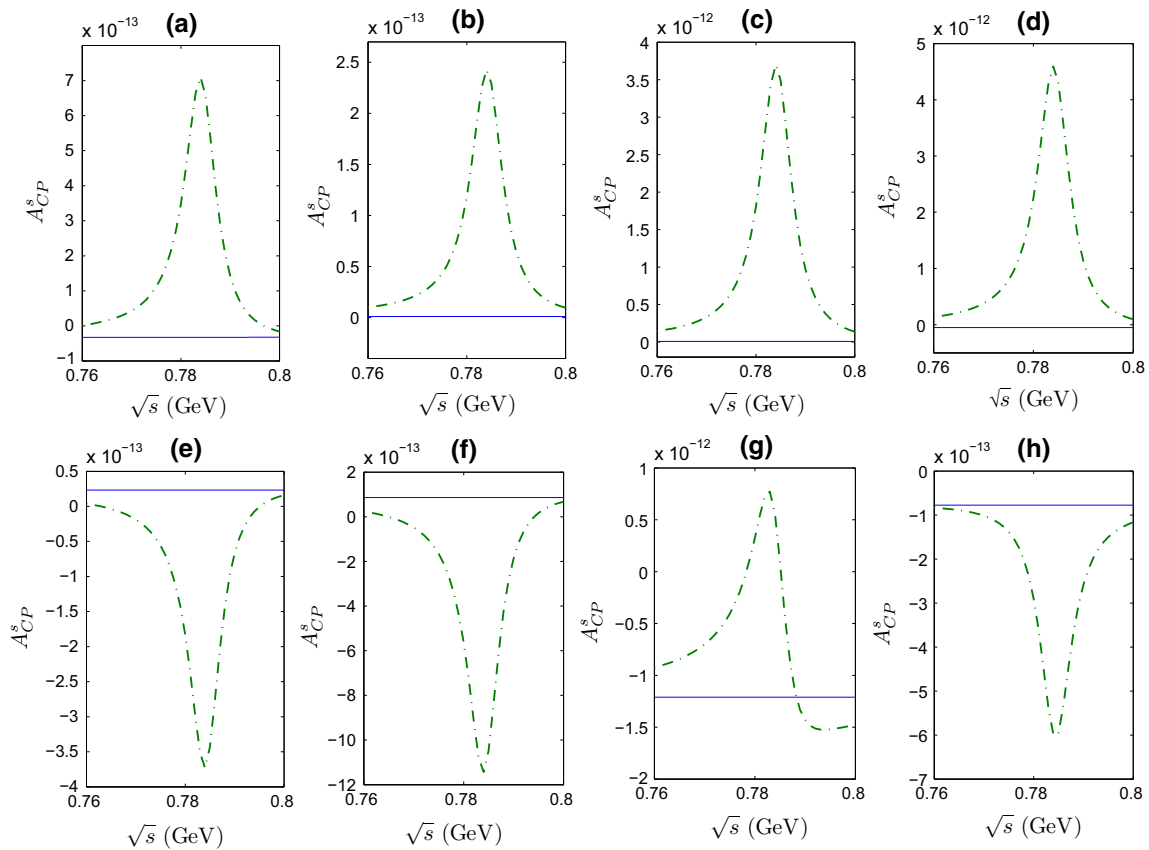 (a)
x 10^−13
7
6
5
4
3
2
1
0
−1
A^s_CP
0.76 0.78 0.8
√s (GeV)
(b)
x 10^−13
2.5
2
1.5
1
0.5
0
A^s_CP
0.76 0.78 0.8
√s (GeV)
(c)
x 10^−12
4
3.5
3
2.5
2
1.5
1
0.5
0
A^s_CP
0.76 0.78 0.8
√s (GeV)
(d)
x 10^−12
5
4
3
2
1
0
A^s_CP
0.76 0.78 0.8
√s (GeV)
(e)
x 10^−13
0.5
0
−0.5
−1
−1.5
−2
−2.5
−3
−3.5
−4
A^s_CP
0.76 0.78 0.8
√s (GeV)
(f)
x 10^−13
2
0
−2
−4
−6
−8
−10
−12
A^s_CP
0.76 0.78 0.8
√s (GeV)
(g)
x 10^−12
1
0.5
0
−0.5
−1
−1.5
−2
A^s_CP
0.76 0.78 0.8
√s (GeV)
(h)
x 10^−13
0
−1
−2
−3
−4
−5
−6
−7
A^s_CP
0.76 0.78 0.8
√s (GeV)